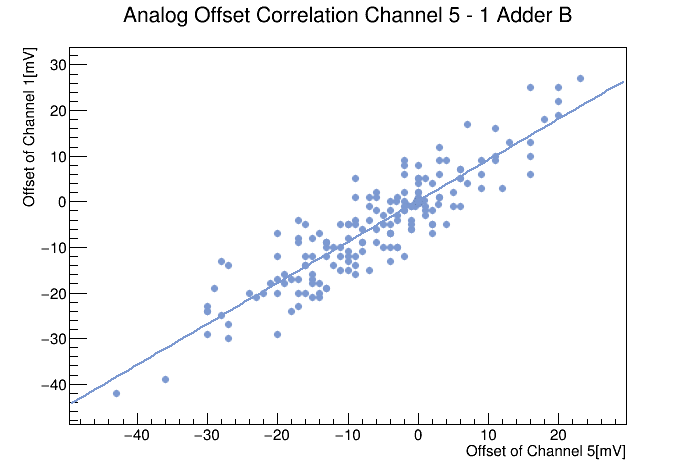 Analog Offset Correlation Channel 5 - 1 Adder B
Offset of Channel 1[mV]
30
20
10
0
−10
−20
−30
−40
−40 −30 −20 −10 0 10 20
Offset of Channel 5[mV]